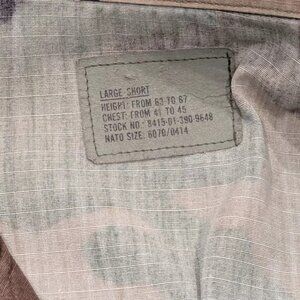 LARGE SHORT
HEIGHT: FROM 63 TO 67
CHEST: FROM 41 TO 45
STOCK NO: 8415-01-390-9648
NATO SIZE: 6070/0414